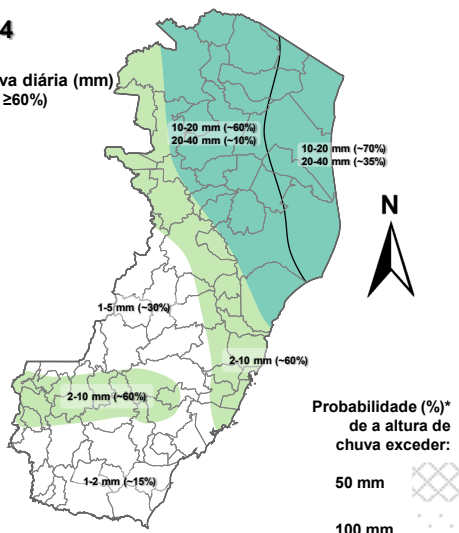 4
va diária (mm)
≥60%)
10-20 mm (~60%)
20-40 mm (~10%)
10-20 mm (~70%)
20-40 mm (~35%)
N
1-5 mm (~30%)
2-10 mm (~60%)
2-10 mm (~60%)
Probabilidade (%)*
de a altura de
chuva exceder:
50 mm
1-2 mm (~15%)
100 mm